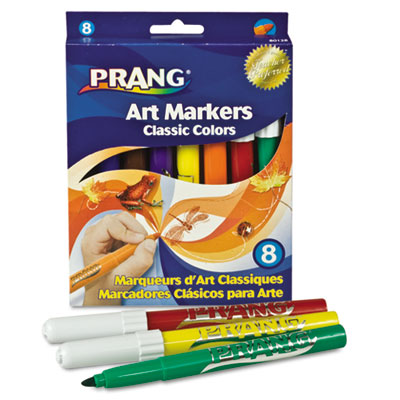 8
PRANG
Art Markers
Classic Colors
8
Marqueurs d'Art Classiques
Marcadores Clásicos para Arte
PRANG
PRANG
PRANG